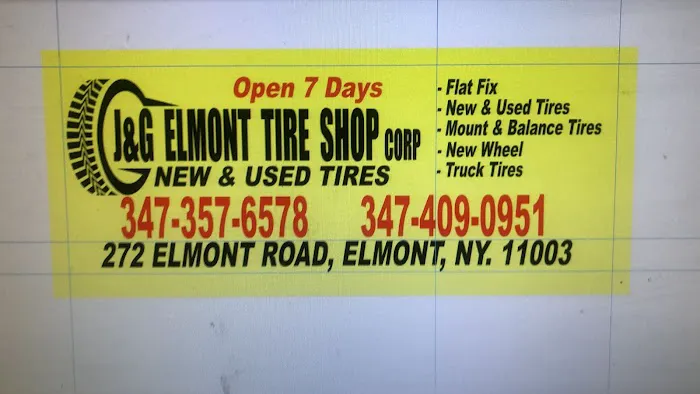 Open 7 Days
J&G ELMONT TIRE SHOP CORP
NEW & USED TIRES
- Flat Fix
- New & Used Tires
- Mount & Balance Tires
- New Wheel
- Truck Tires
347-357-6578 347-409-0951
272 ELMONT ROAD, ELMONT, NY. 11003